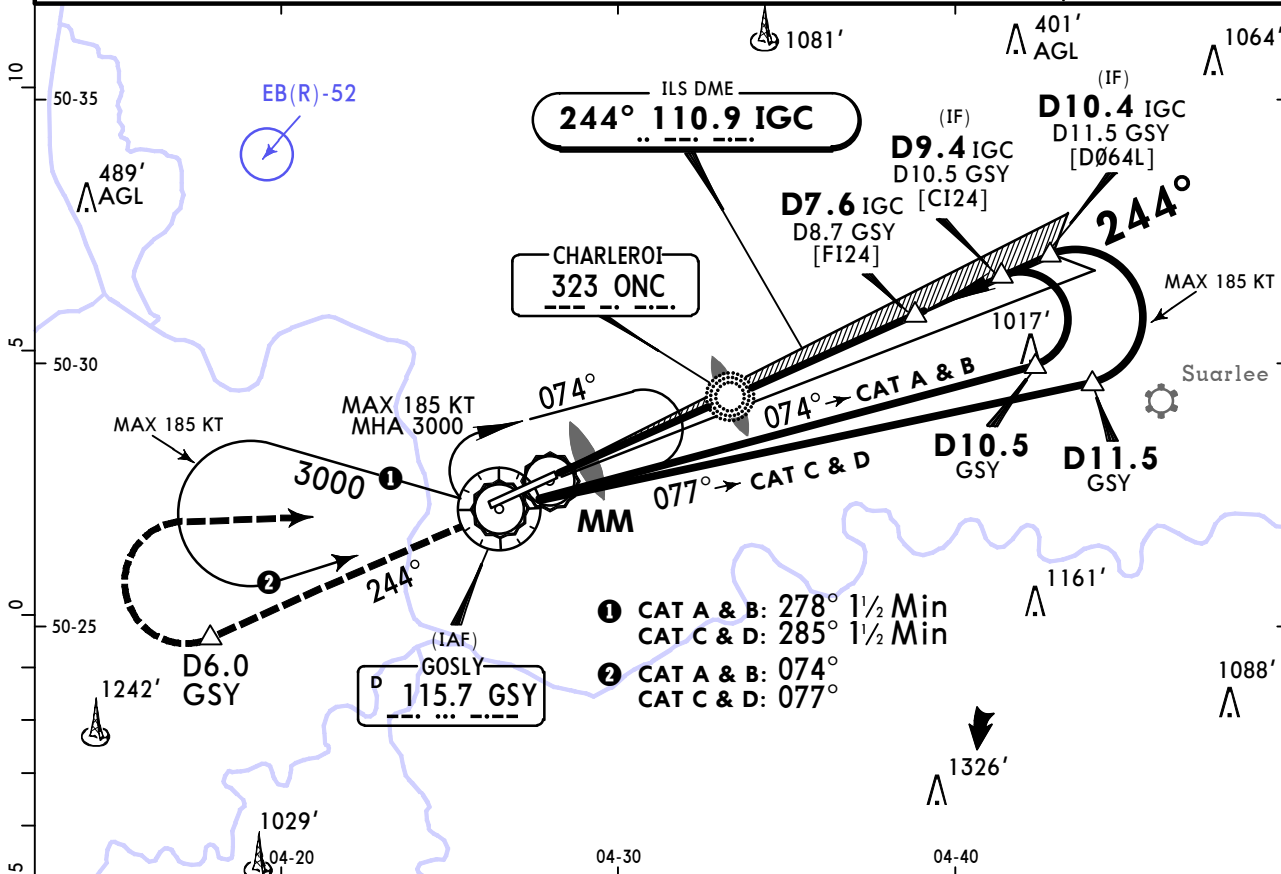 1081'
401'
AGL
1064'
10
50-35
EB(R)-52
ILS DME
244° 110.9 IGC
(IF)
D10.4 IGC
D11.5 GSY
[DØ64L]
(IF)
D9.4 IGC
D10.5 GSY
[CI24]
489'
AGL
D7.6 IGC
D8.7 GSY
[FI24]
244°
CHARLEROI
323 ONC
MAX 185 KT
1017'
5
50-30
074°
Suarlee
MAX 185 KT
MHA 3000
074° → CAT A & B
MAX 185 KT
D10.5
GSY
D11.5
GSY
3000
1
077° → CAT C & D
MM
2
244°
1161'
0
50-25
1 CAT A & B: 278° 1½ Min
CAT C & D: 285° 1½ Min
2 CAT A & B: 074°
CAT C & D: 077°
(IAF)
GOSLY
D 115.7 GSY
D6.0
GSY
1242'
1088'
1326'
1029'
5
04-20
04-30
04-40